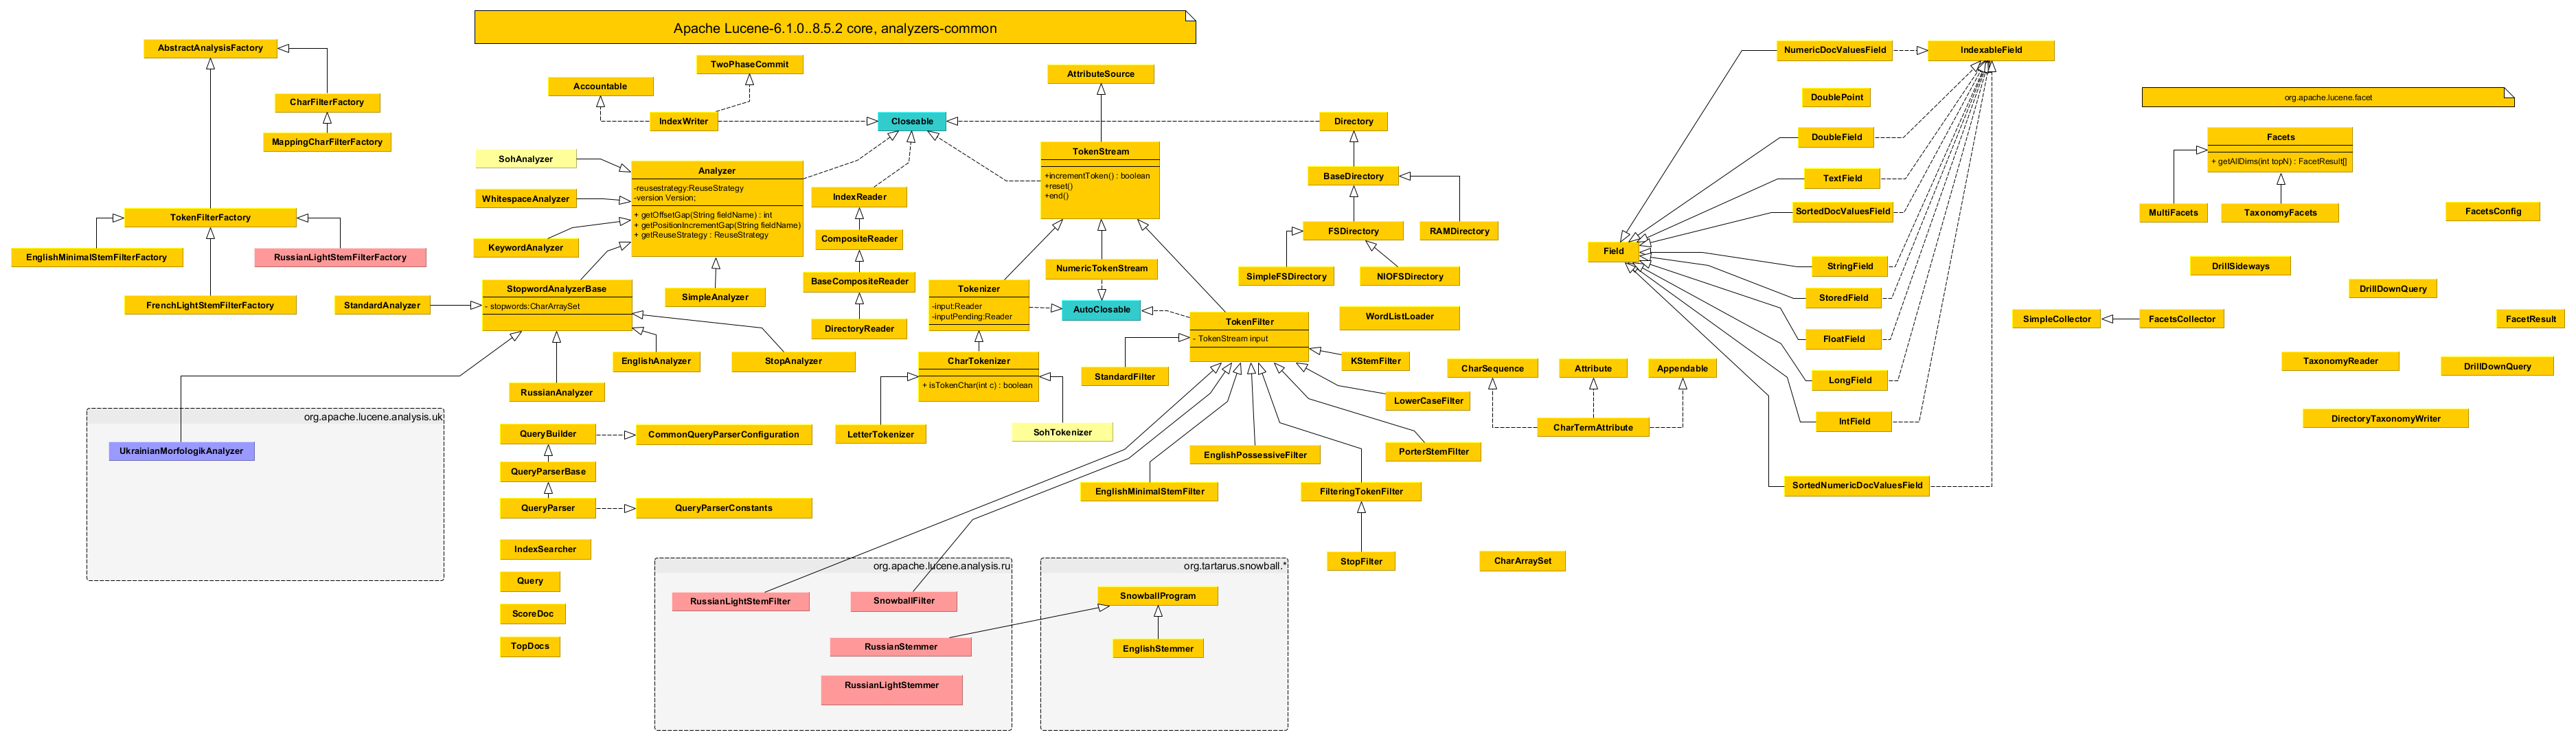 Apache Lucene-6.1.0..8.5.2 core, analyzers-common
AbstractAnalysisFactory
CharFilterFactory
MappingCharFilterFactory
TokenFilterFactory
EnglishMinimalStemFilterFactory
RussianLightStemFilterFactory
FrenchLightStemFilterFactory
TwoPhaseCommit
Accountable
IndexWriter
Closeable
AttributeSource
Directory
SohAnalyzer
WhitespaceAnalyzer
KeywordAnalyzer
Analyzer
-reusestrategy:ReuseStrategy
-version Version;
+ getOffsetGap(String fieldName) : int
+ getPositionIncrementGap(String fieldName)
+ getReuseStrategy : ReuseStrategy
SimpleAnalyzer
StopwordAnalyzerBase
- stopwords:CharArraySet
StandardAnalyzer
EnglishAnalyzer
StopAnalyzer
RussianAnalyzer
IndexReader
CompositeReader
BaseCompositeReader
DirectoryReader
TokenStream
+incrementToken() : boolean
+reset()
+end()
NumericTokenStream
AutoClosable
Tokenizer
-input:Reader
-inputPending:Reader
CharTokenizer
+ isTokenChar(int c) : boolean
LetterTokenizer
SohTokenizer
TokenFilter
- TokenStream input
StandardFilter
KStemFilter
LowerCaseFilter
PorterStemFilter
EnglishPossessiveFilter
EnglishMinimalStemFilter
FilteringTokenFilter
StopFilter
BaseDirectory
FSDirectory
RAMDirectory
SimpleFSDirectory
NIOFSDirectory
WordListLoader
CharSequence
Attribute
Appendable
CharTermAttribute
CharArraySet
org.apache.lucene.analysis.uk
UkrainianMorfologikAnalyzer
QueryBuilder
CommonQueryParserConfiguration
QueryParserBase
QueryParser
QueryParserConstants
IndexSearcher
Query
ScoreDoc
TopDocs
org.apache.lucene.analysis.ru
RussianLightStemFilter
SnowballFilter
RussianStemmer
RussianLightStemmer
org.tartarus.snowball.*
SnowballProgram
EnglishStemmer
NumericDocValuesField
IndexableField
DoublePoint
DoubleField
TextField
SortedDocValuesField
Field
StringField
StoredField
FloatField
LongField
IntField
SortedNumericDocValuesField
org.apache.lucene.facet
Facets
+ getAllDims(int topN) : FacetResult[]
MultiFacets
TaxonomyFacets
FacetsConfig
DrillSideways
DrillDownQuery
SimpleCollector
FacetsCollector
FacetResult
TaxonomyReader
DrillDownQuery
DirectoryTaxonomyWriter